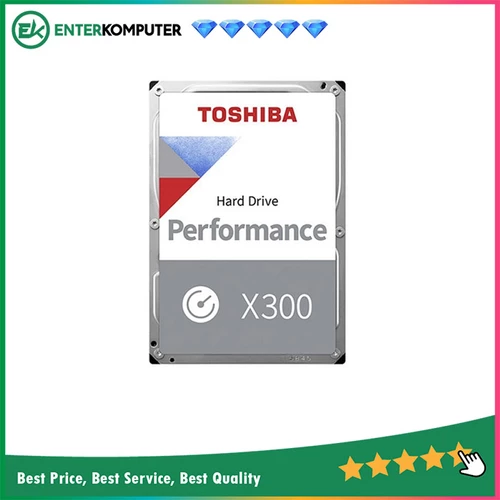 EK ENTERKOMPUTER
TOSHIBA
Hard Drive
Performance
X300
Best Price, Best Service, Best Quality